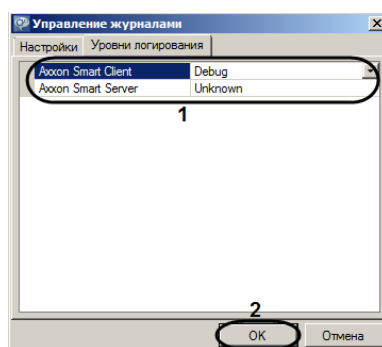 Управление журналами
Настройки Уровни логирования
Axxon Smart Client Debug
Axxon Smart Server Unknown
1
2
OK Отмена